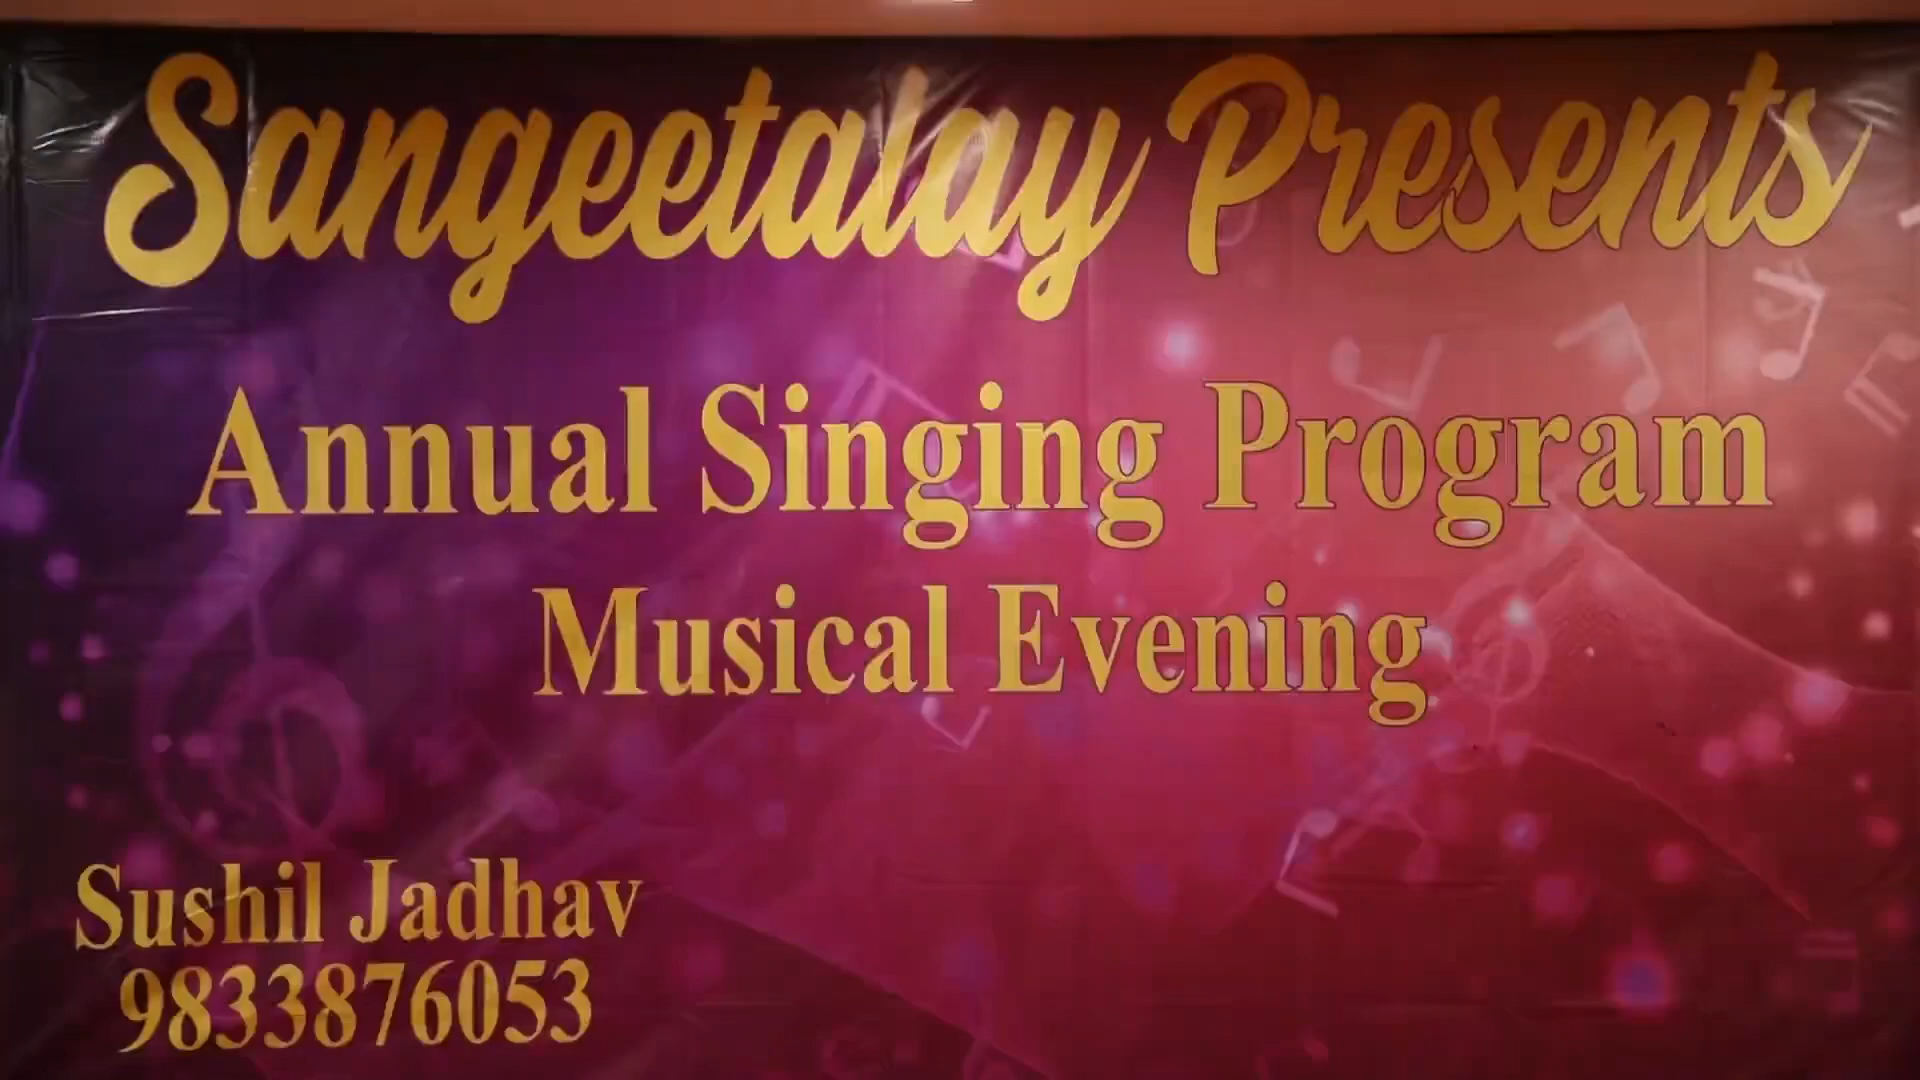 Sangeetalay Presents
Annual Singing Program
Musical Evening
Sushil Jadhav
9833876053